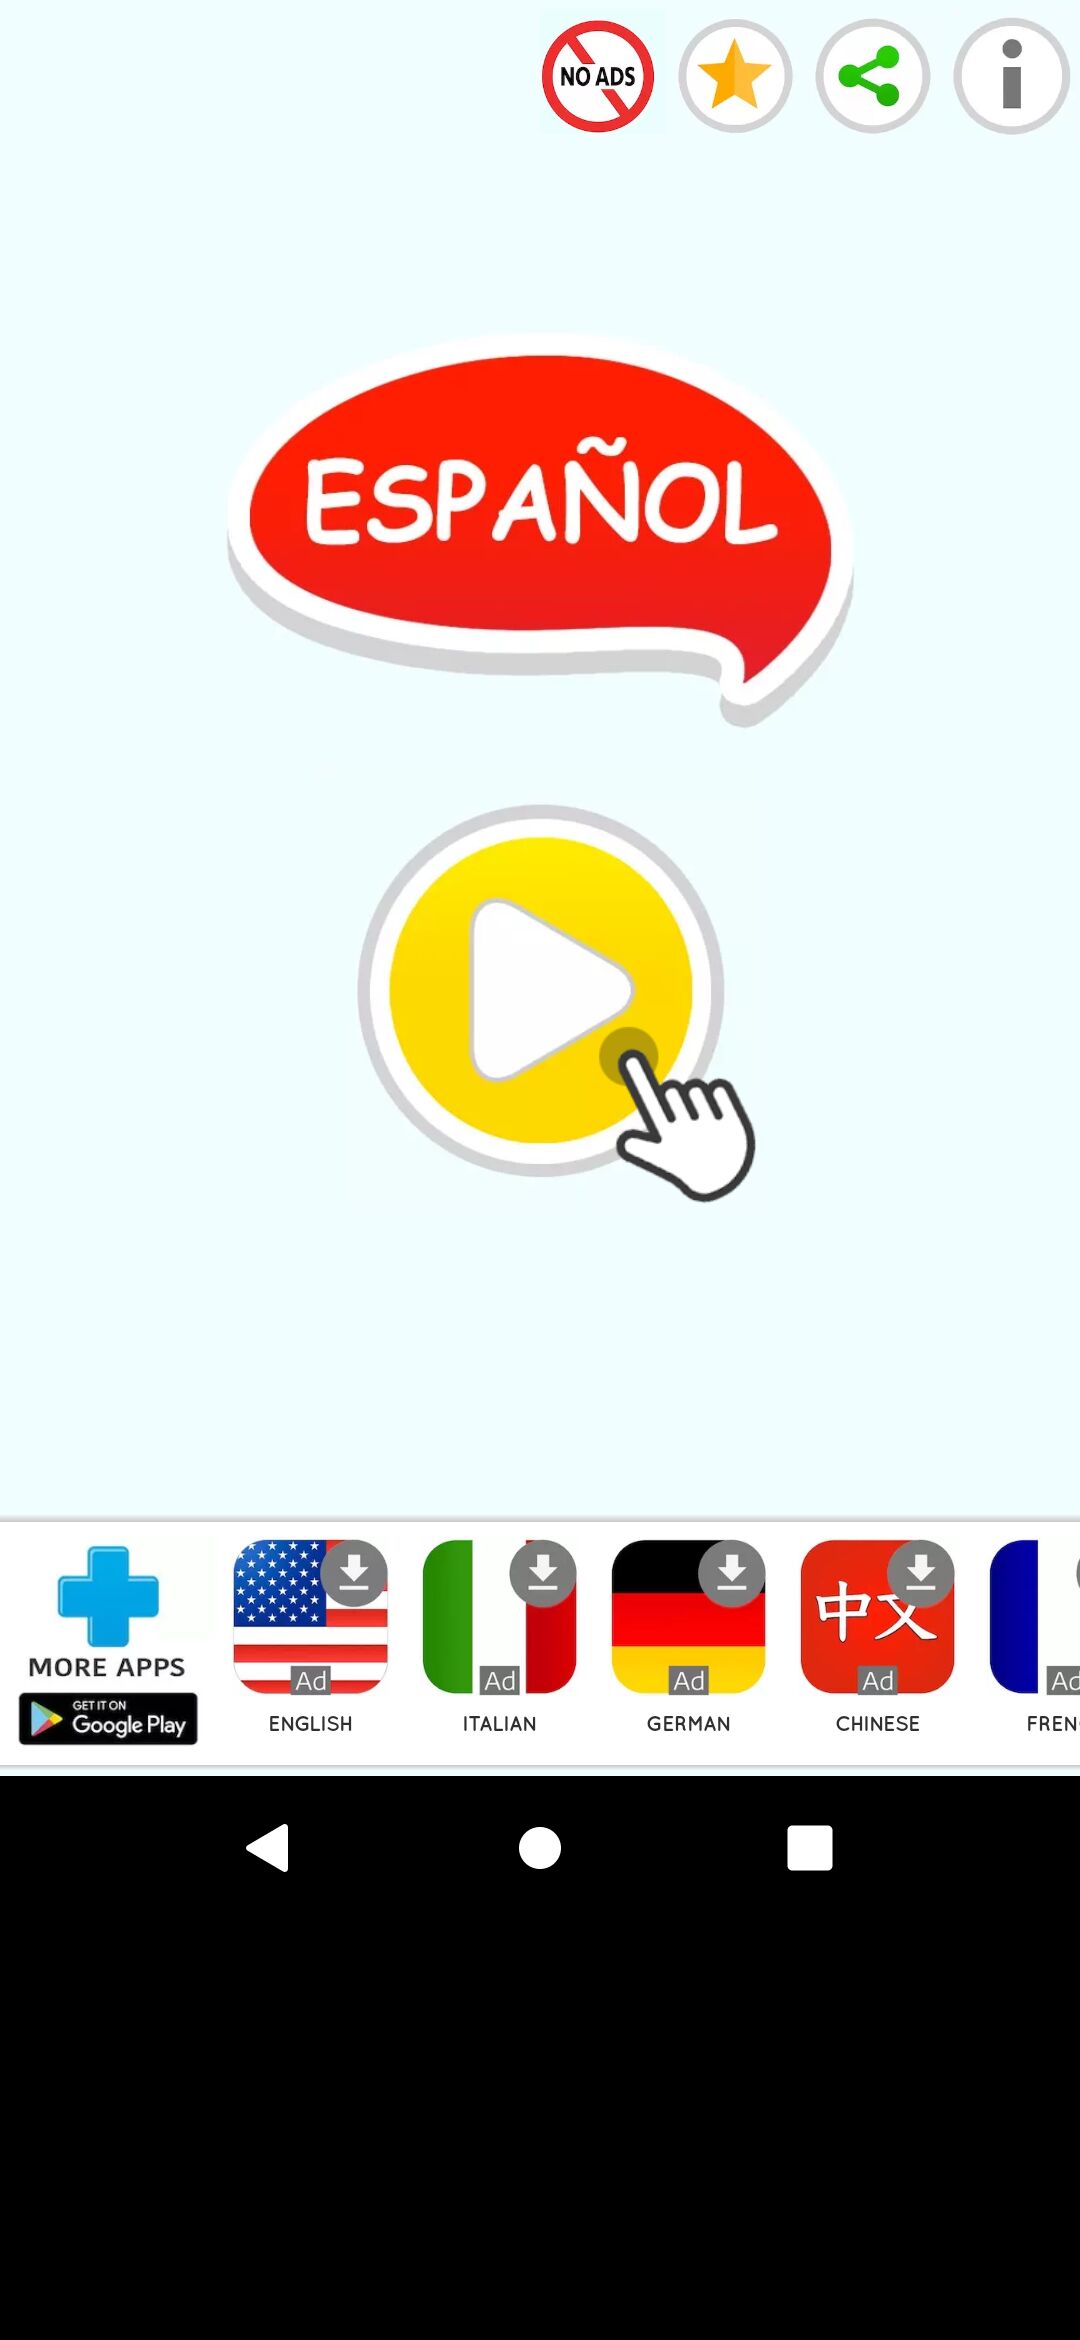 NO ADS
ESPAÑOL
MORE APPS
GET IT ON
Google Play
中文
Ad
Ad
Ad
Ad
Ad
ENGLISH
ITALIAN
GERMAN
CHINESE
FREN